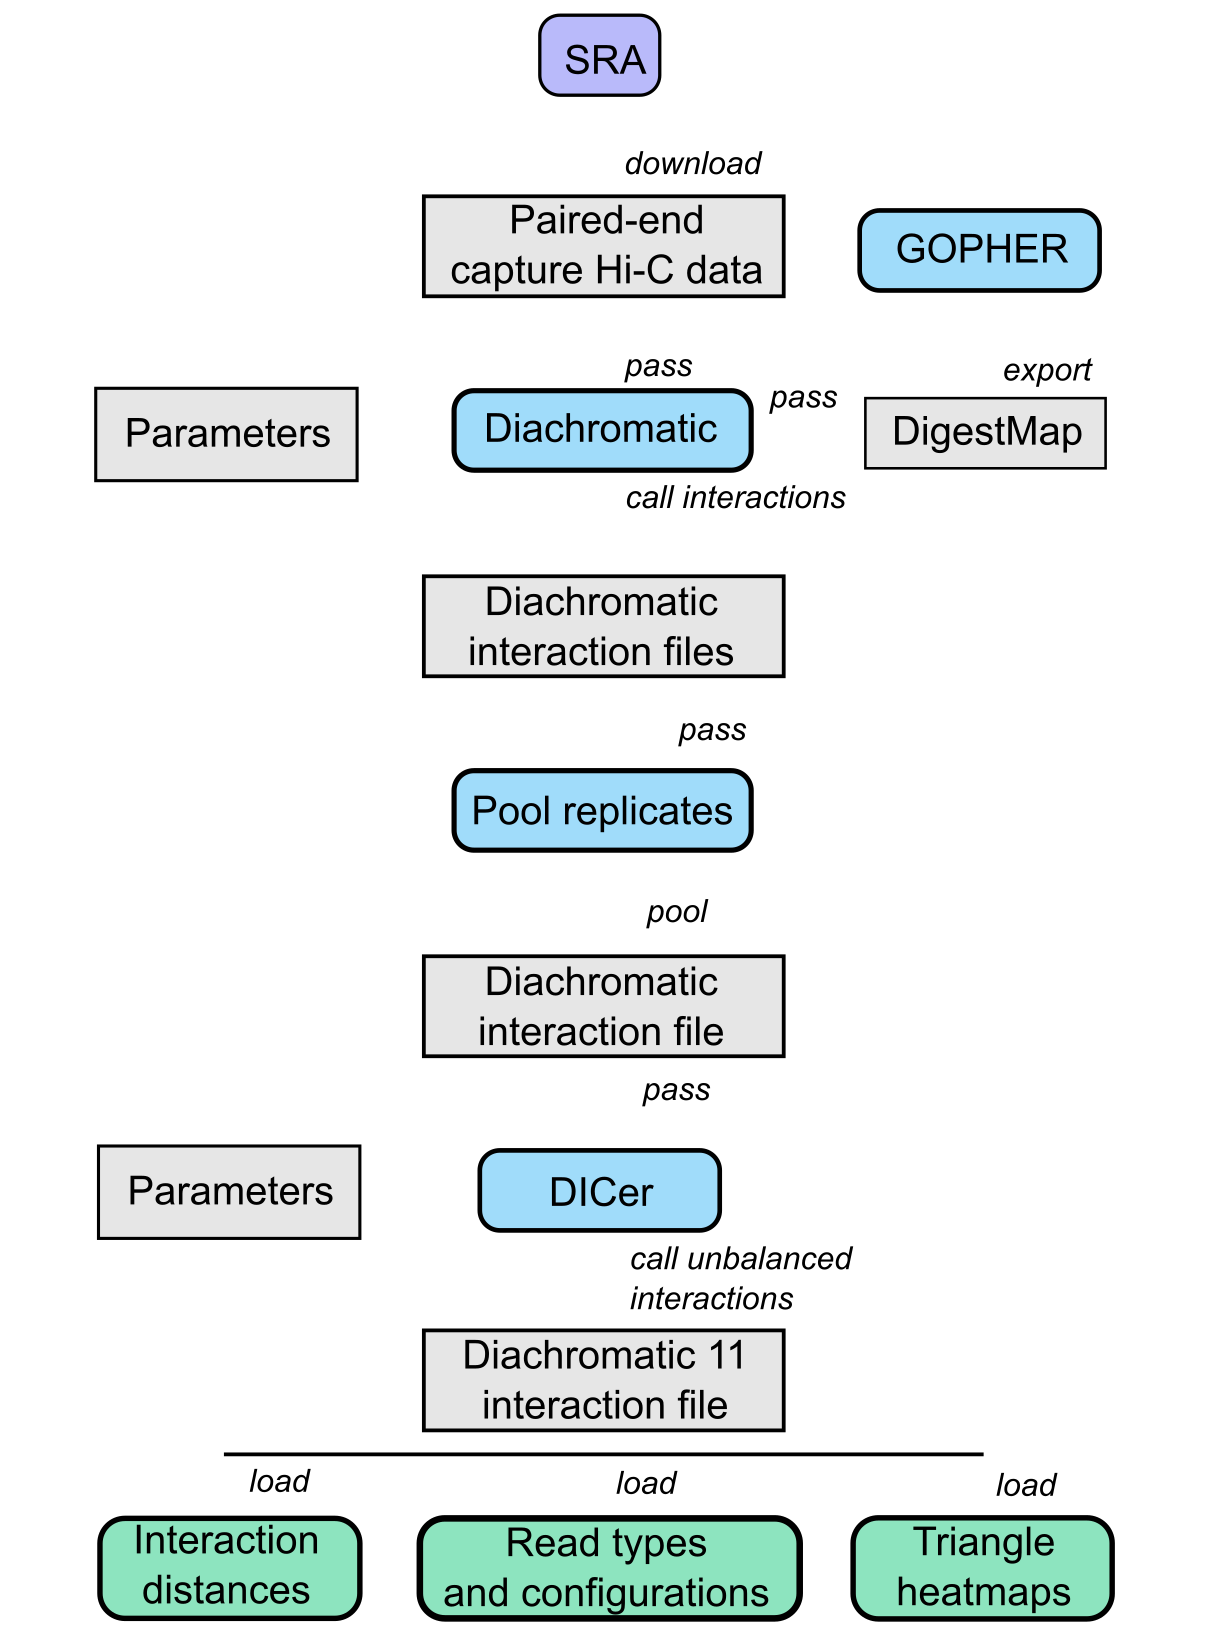 SRA
download
Paired-end
capture Hi-C data
GOPHER
pass
export
pass
Parameters
Diachromatic
DigestMap
call interactions
Diachromatic
interaction files
pass
Pool replicates
pool
Diachromatic
interaction file
pass
Parameters
DICer
call unbalanced
interactions
Diachromatic 11
interaction file
load
load
load
Interaction
distances
Read types
and configurations
Triangle
heatmaps